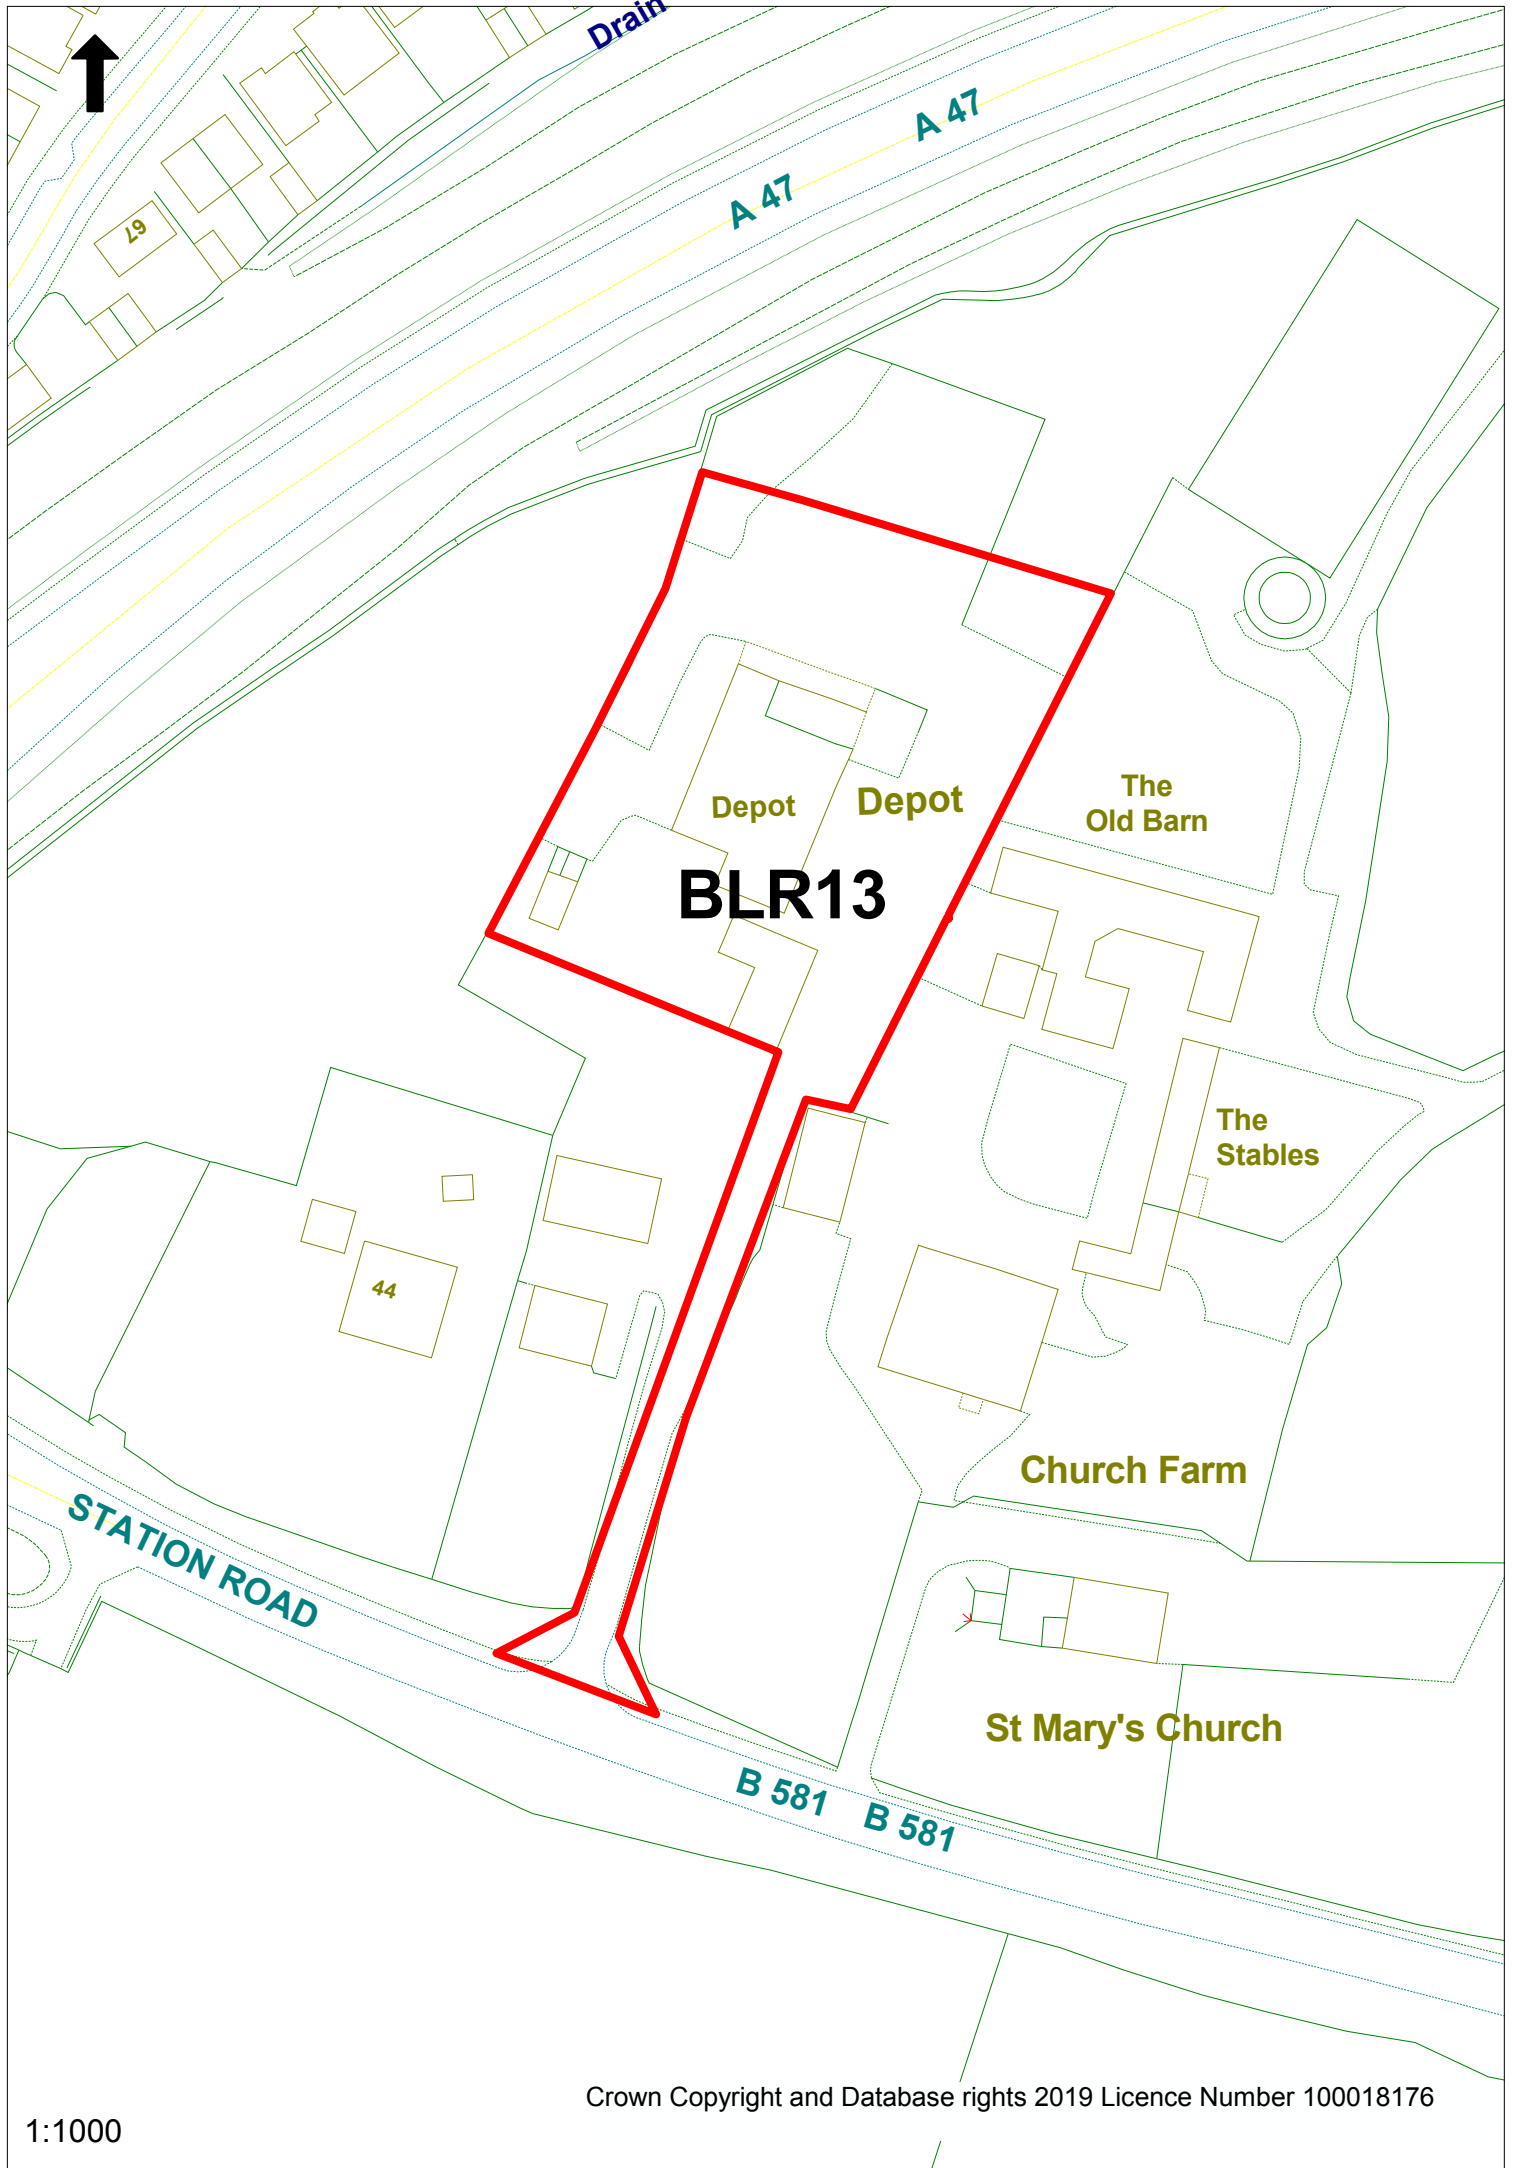 Drain
A 47
A 47
67
Depot
Depot
The
Old Barn
BLR13
The
Stables
44
Church Farm
STATION ROAD
St Mary's Church
B 581
B 581
Crown Copyright and Database rights 2019 Licence Number 100018176
1:1000